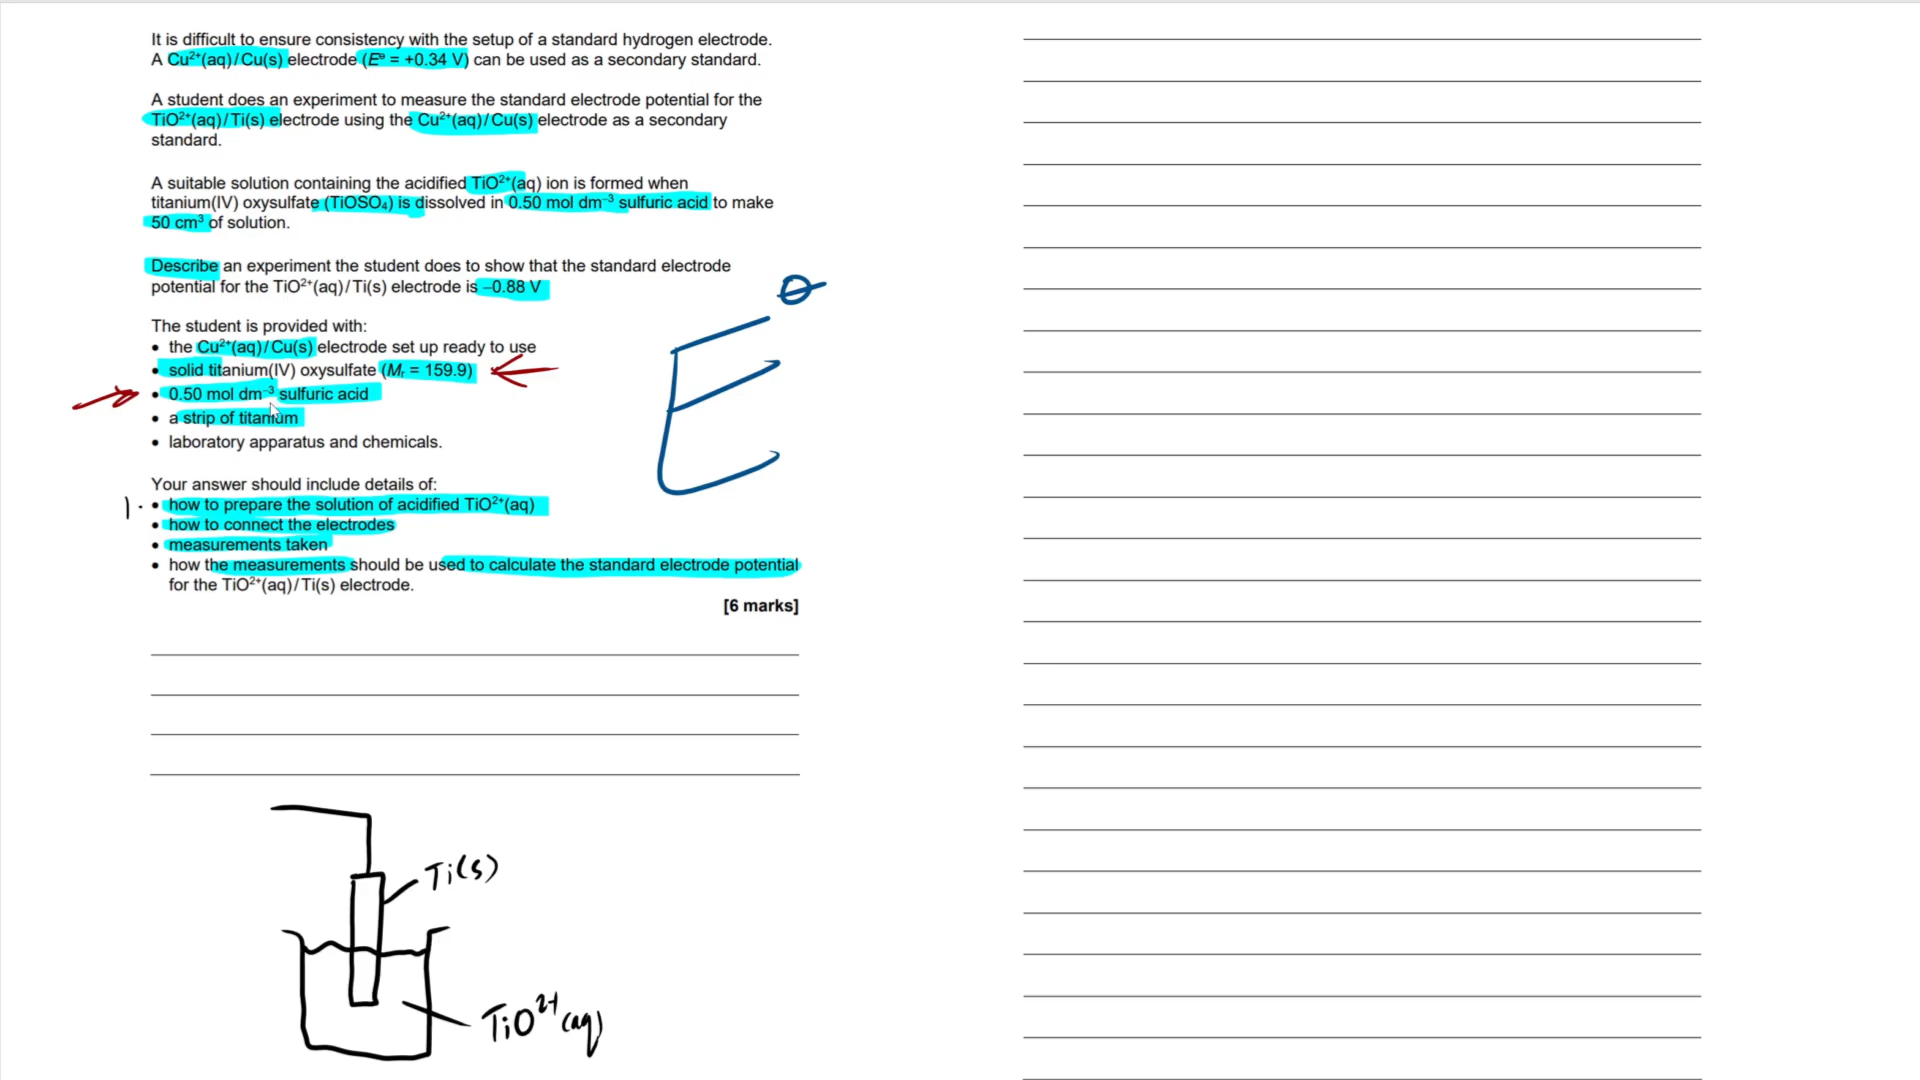 It is difficult to ensure consistency with the setup of a standard hydrogen electrode.
A Cu²⁺(aq)/Cu(s) electrode (E⦵ = +0.34 V) can be used as a secondary standard.
A student does an experiment to measure the standard electrode potential for the
TiO²⁺(aq)/Ti(s) electrode using the Cu²⁺(aq)/Cu(s) electrode as a secondary
standard.
A suitable solution containing the acidified TiO²⁺(aq) ion is formed when
titanium(IV) oxysulfate (TiOSO₄) is dissolved in 0.50 mol dm⁻³ sulfuric acid to make
50 cm³ of solution.
Describe an experiment the student does to show that the standard electrode
potential for the TiO²⁺(aq)/Ti(s) electrode is −0.88 V
The student is provided with:
• the Cu²⁺(aq)/Cu(s) electrode set up ready to use
• solid titanium(IV) oxysulfate (Mᵣ = 159.9)
• 0.50 mol dm⁻³ sulfuric acid
• a strip of titanium
• laboratory apparatus and chemicals.
E⦵
Your answer should include details of:
1. • how to prepare the solution of acidified TiO²⁺(aq)
• how to connect the electrodes
• measurements taken
• how the measurements should be used to calculate the standard electrode potential
for the TiO²⁺(aq)/Ti(s) electrode.
[6 marks]
Ti(s)
TiO²⁺(aq)